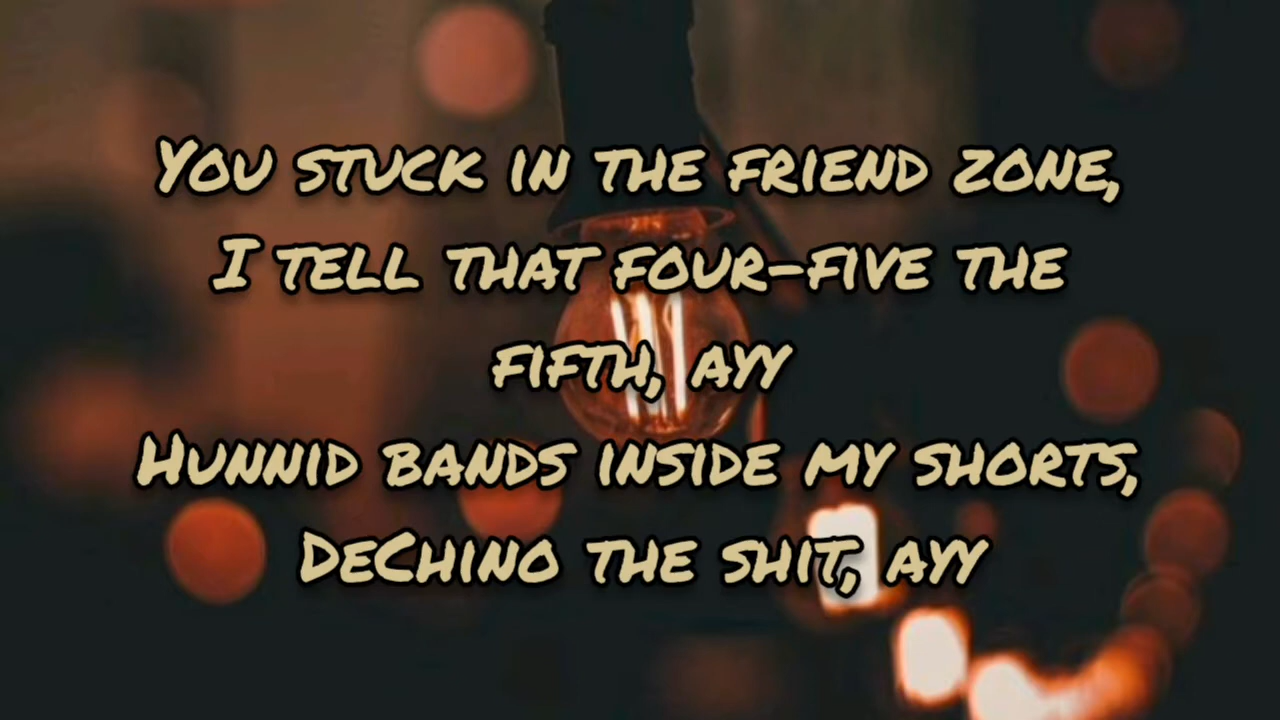 You stuck in the friend zone,
I tell that four-five the
fifth, ayy
Hunnid bands inside my shorts,
DeChino the shit, ayy